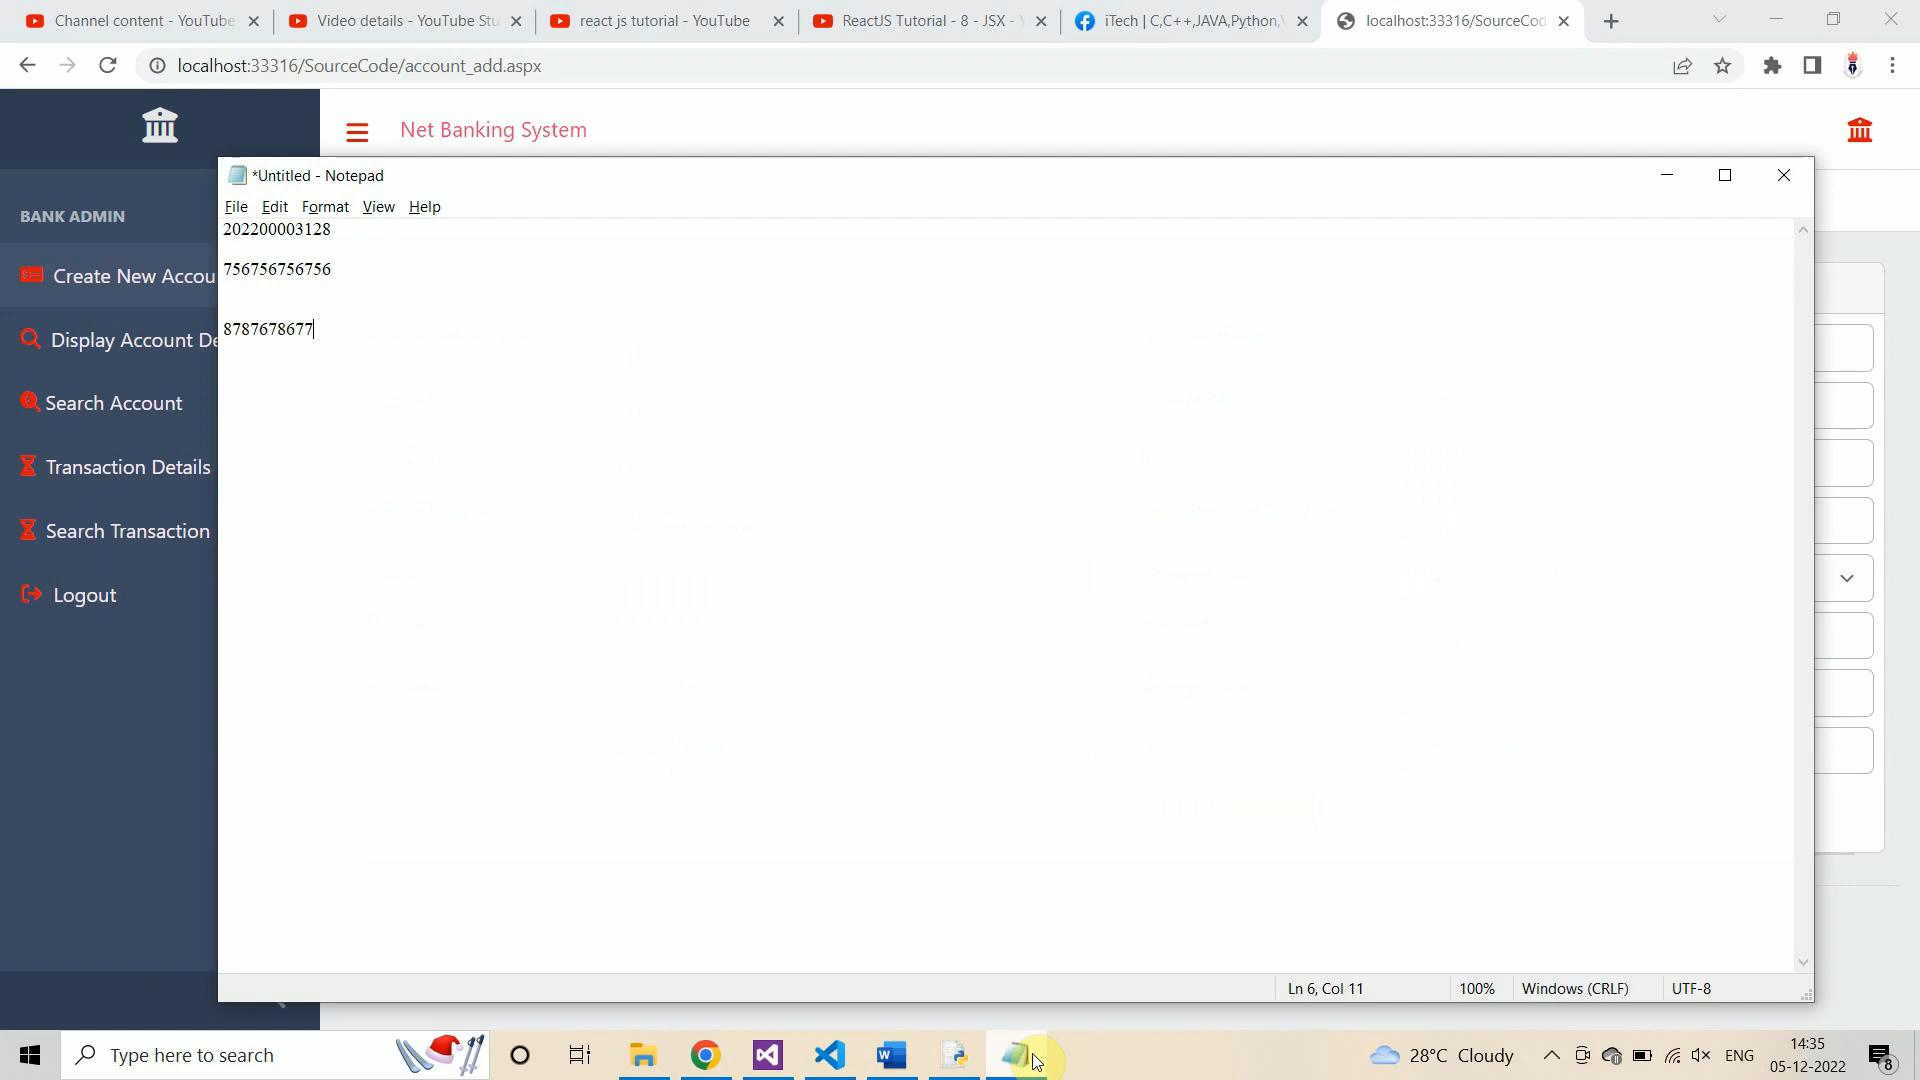 Channel content - YouTube
Video details - YouTube Stu
react js tutorial - YouTube
ReactJS Tutorial - 8 - JSX - Y
iTech | C,C++,JAVA,Python,
localhost:33316/SourceCod
localhost:33316/SourceCode/account_add.aspx
Net Banking System
*Untitled - Notepad
File Edit Format View Help
BANK ADMIN
Create New Accou
Display Account De
Search Account
Transaction Details
Search Transaction
Logout
202200003128
756756756756
8787678677
Ln 6, Col 11
100%
Windows (CRLF)
UTF-8
Type here to search
28°C Cloudy
ENG
14:35
05-12-2022
8